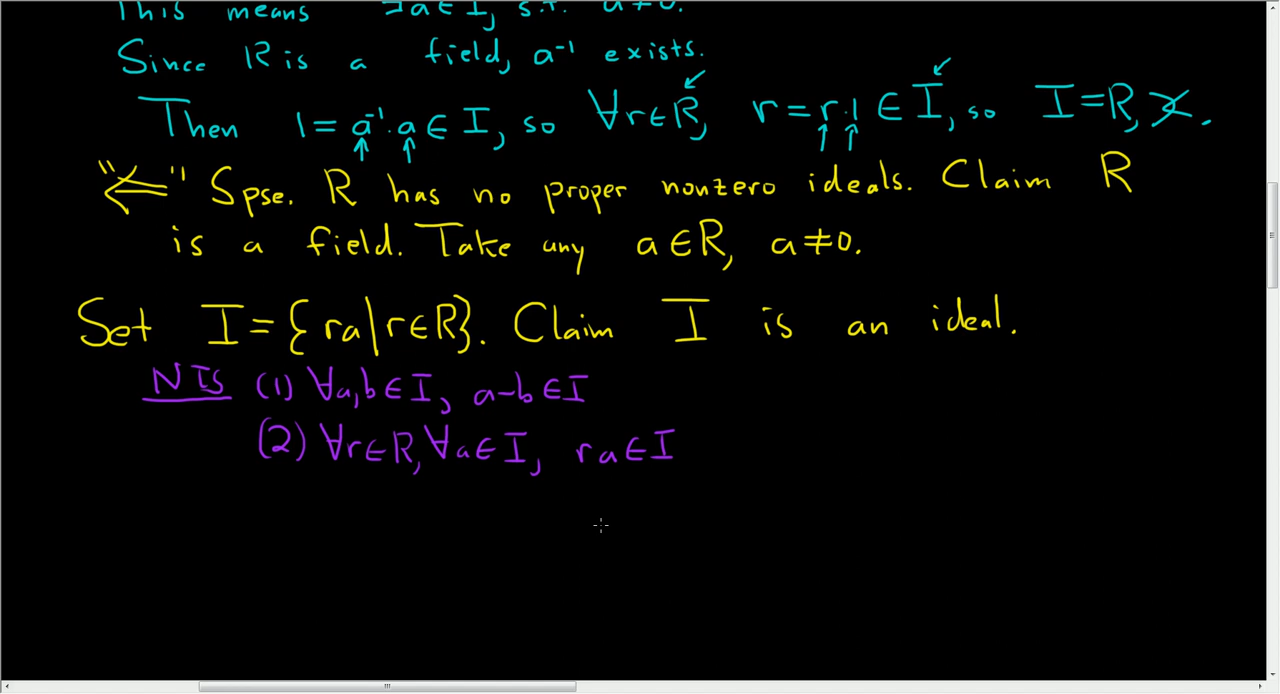 This means ∃a∈I, s.t. a≠0.
Since R is a field, a⁻¹ exists.
Then 1=a⁻¹·a∈I, so ∀r∈R, r=r·1∈I, so I=R, ※.
"⟸" Spse. R has no proper nonzero ideals. Claim R
is a field. Take any a∈R, a≠0.
Set I={ra|r∈R}. Claim I is an ideal.
NTS (1) ∀a,b∈I, a-b∈I
(2) ∀r∈R, ∀a∈I, ra∈I